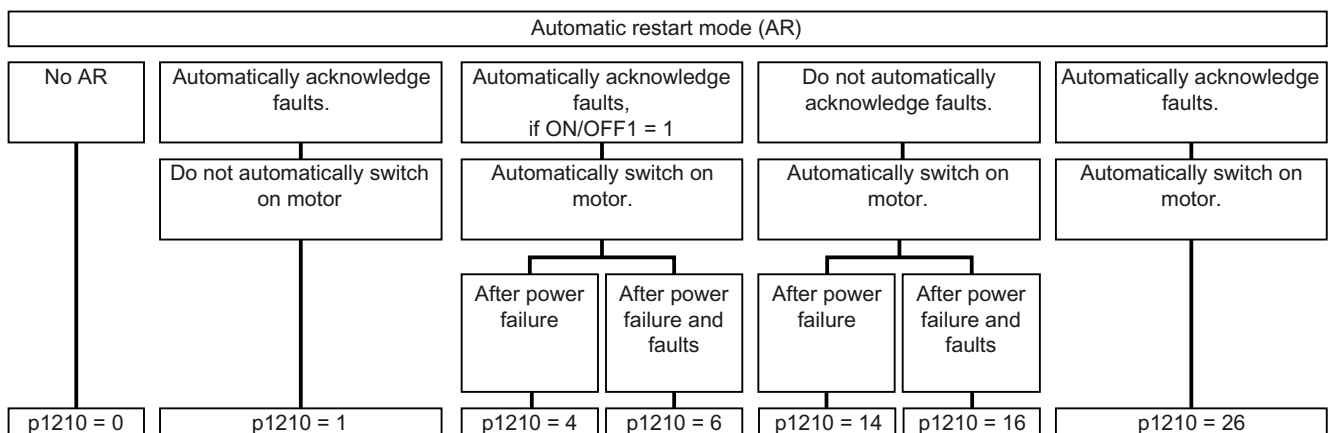 Automatic restart mode (AR)
No AR
Automatically acknowledge
faults.
Automatically acknowledge
faults,
if ON/OFF1 = 1
Do not automatically
acknowledge faults.
Automatically acknowledge
faults.
Do not automatically switch
on motor
Automatically switch on
motor.
Automatically switch on
motor.
Automatically switch on
motor.
After power
failure
After power
failure and
faults
After power
failure
After power
failure and
faults
p1210 = 0
p1210 = 1
p1210 = 4
p1210 = 6
p1210 = 14
p1210 = 16
p1210 = 26